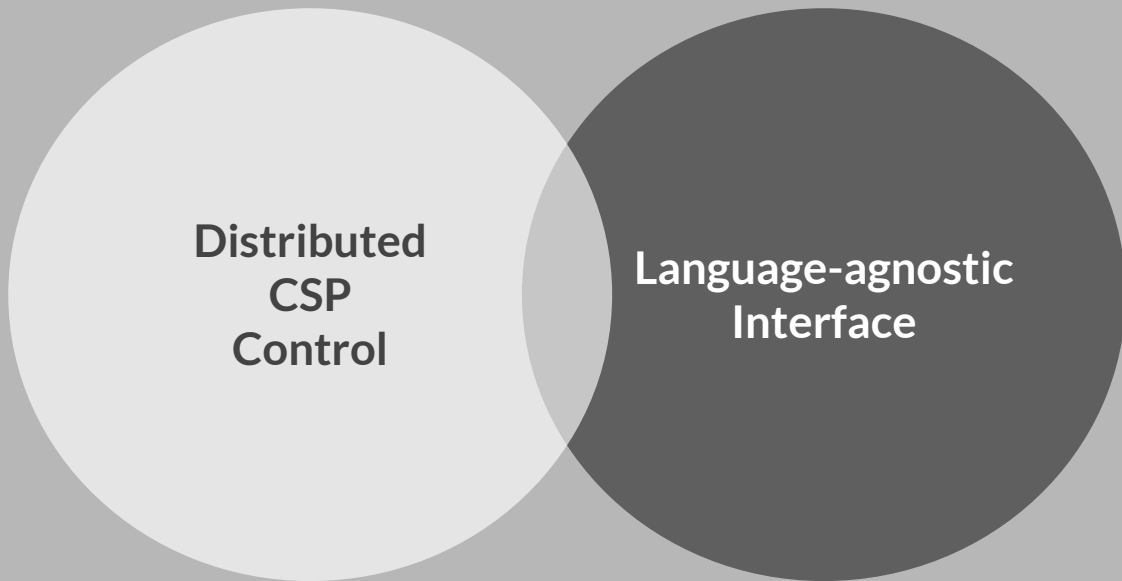 Distributed
CSP
Control
Language-agnostic
Interface